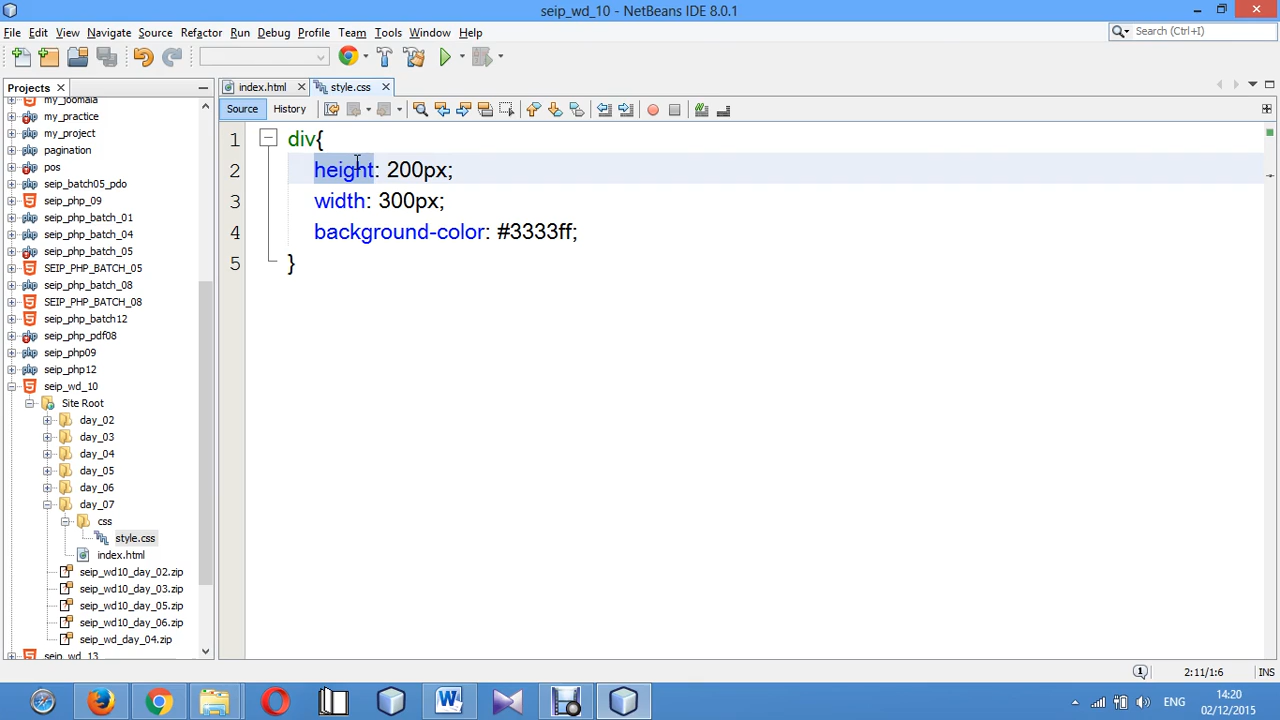 seip_wd_10 - NetBeans IDE 8.0.1
File Edit View Navigate Source Refactor Run Debug Profile Team Tools Window Help
Search (Ctrl+I)
Projects
index.html
style.css
Source
History
my_joomala
my_practice
my_project
pagination
pos
seip_batch05_pdo
seip_php_09
seip_php_batch_01
seip_php_batch_04
seip_php_batch_05
SEIP_PHP_BATCH_05
seip_php_batch_08
SEIP_PHP_BATCH_08
seip_php_batch12
seip_php_pdf08
seip_php09
seip_php12
seip_wd_10
Site Root
day_02
day_03
day_04
day_05
day_06
day_07
css
style.css
index.html
seip_wd10_day_02.zip
seip_wd10_day_03.zip
seip_wd10_day_05.zip
seip_wd10_day_06.zip
seip_wd_day_04.zip
seip_wd_13
1 div{
2 height: 200px;
3 width: 300px;
4 background-color: #3333ff;
5 }
2:11/1:6
INS
ENG
14:20
02/12/2015